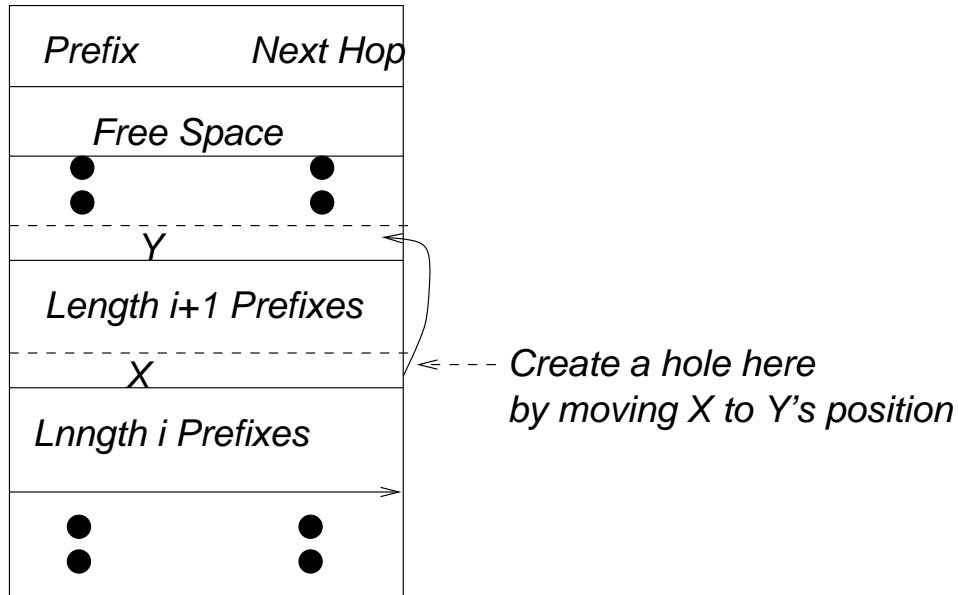 Prefix Next Hop
Free Space
Y
Length i+1 Prefixes
X
Create a hole here
by moving X to Y's position
Lnngth i Prefixes